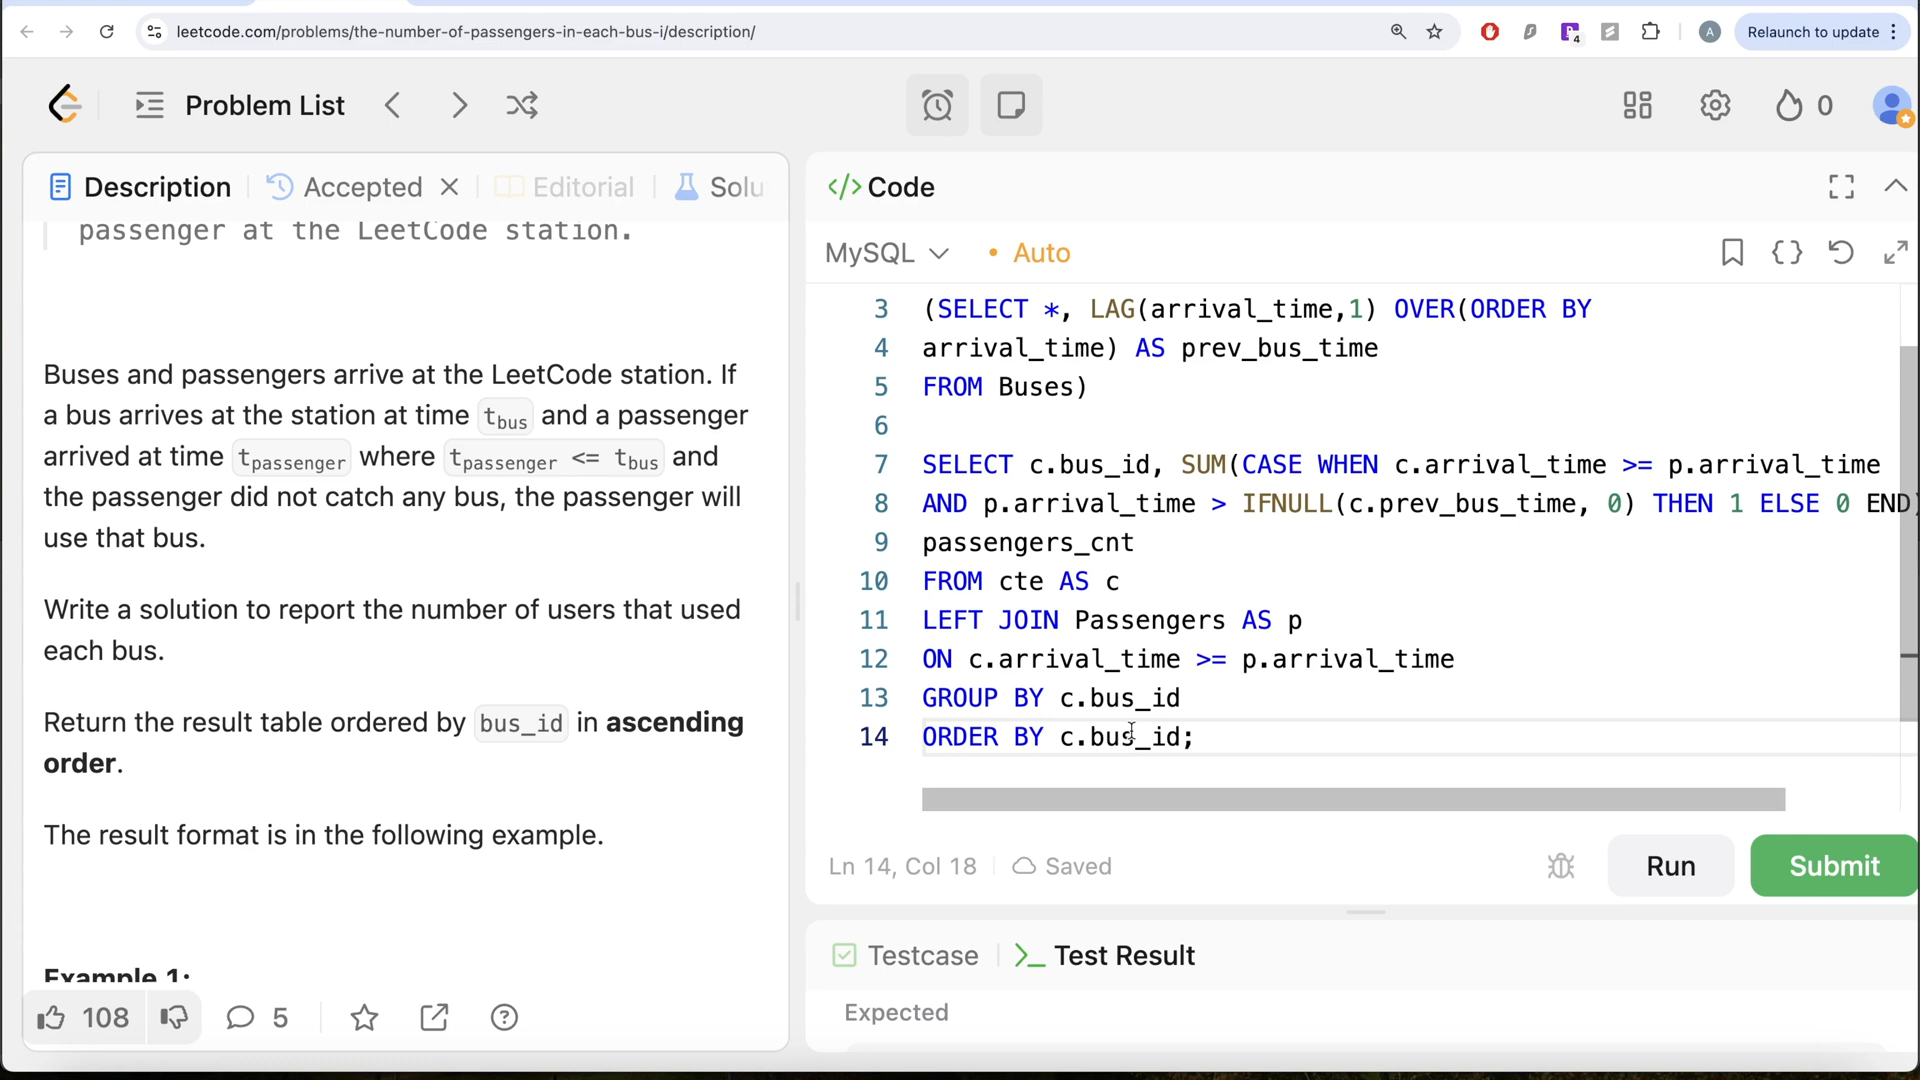 leetcode.com/problems/the-number-of-passengers-in-each-bus-i/description/
4
A
Relaunch to update
Problem List
0
Description
Accepted
Editorial
Solu
passenger at the LeetCode station.
Buses and passengers arrive at the LeetCode station. If
a bus arrives at the station at time tbus and a passenger
arrived at time tpassenger where tpassenger <= tbus and
the passenger did not catch any bus, the passenger will
use that bus.
Write a solution to report the number of users that used
each bus.
Return the result table ordered by bus_id in ascending
order.
The result format is in the following example.
Example 1:
108
5
</> Code
MySQL
• Auto
3 (SELECT *, LAG(arrival_time,1) OVER(ORDER BY
4 arrival_time) AS prev_bus_time
5 FROM Buses)
6
7 SELECT c.bus_id, SUM(CASE WHEN c.arrival_time >= p.arrival_time
8 AND p.arrival_time > IFNULL(c.prev_bus_time, 0) THEN 1 ELSE 0 END)
9 passengers_cnt
10 FROM cte AS c
11 LEFT JOIN Passengers AS p
12 ON c.arrival_time >= p.arrival_time
13 GROUP BY c.bus_id
14 ORDER BY c.bus_id;
Ln 14, Col 18
Saved
Run
Submit
Testcase
>_ Test Result
Expected